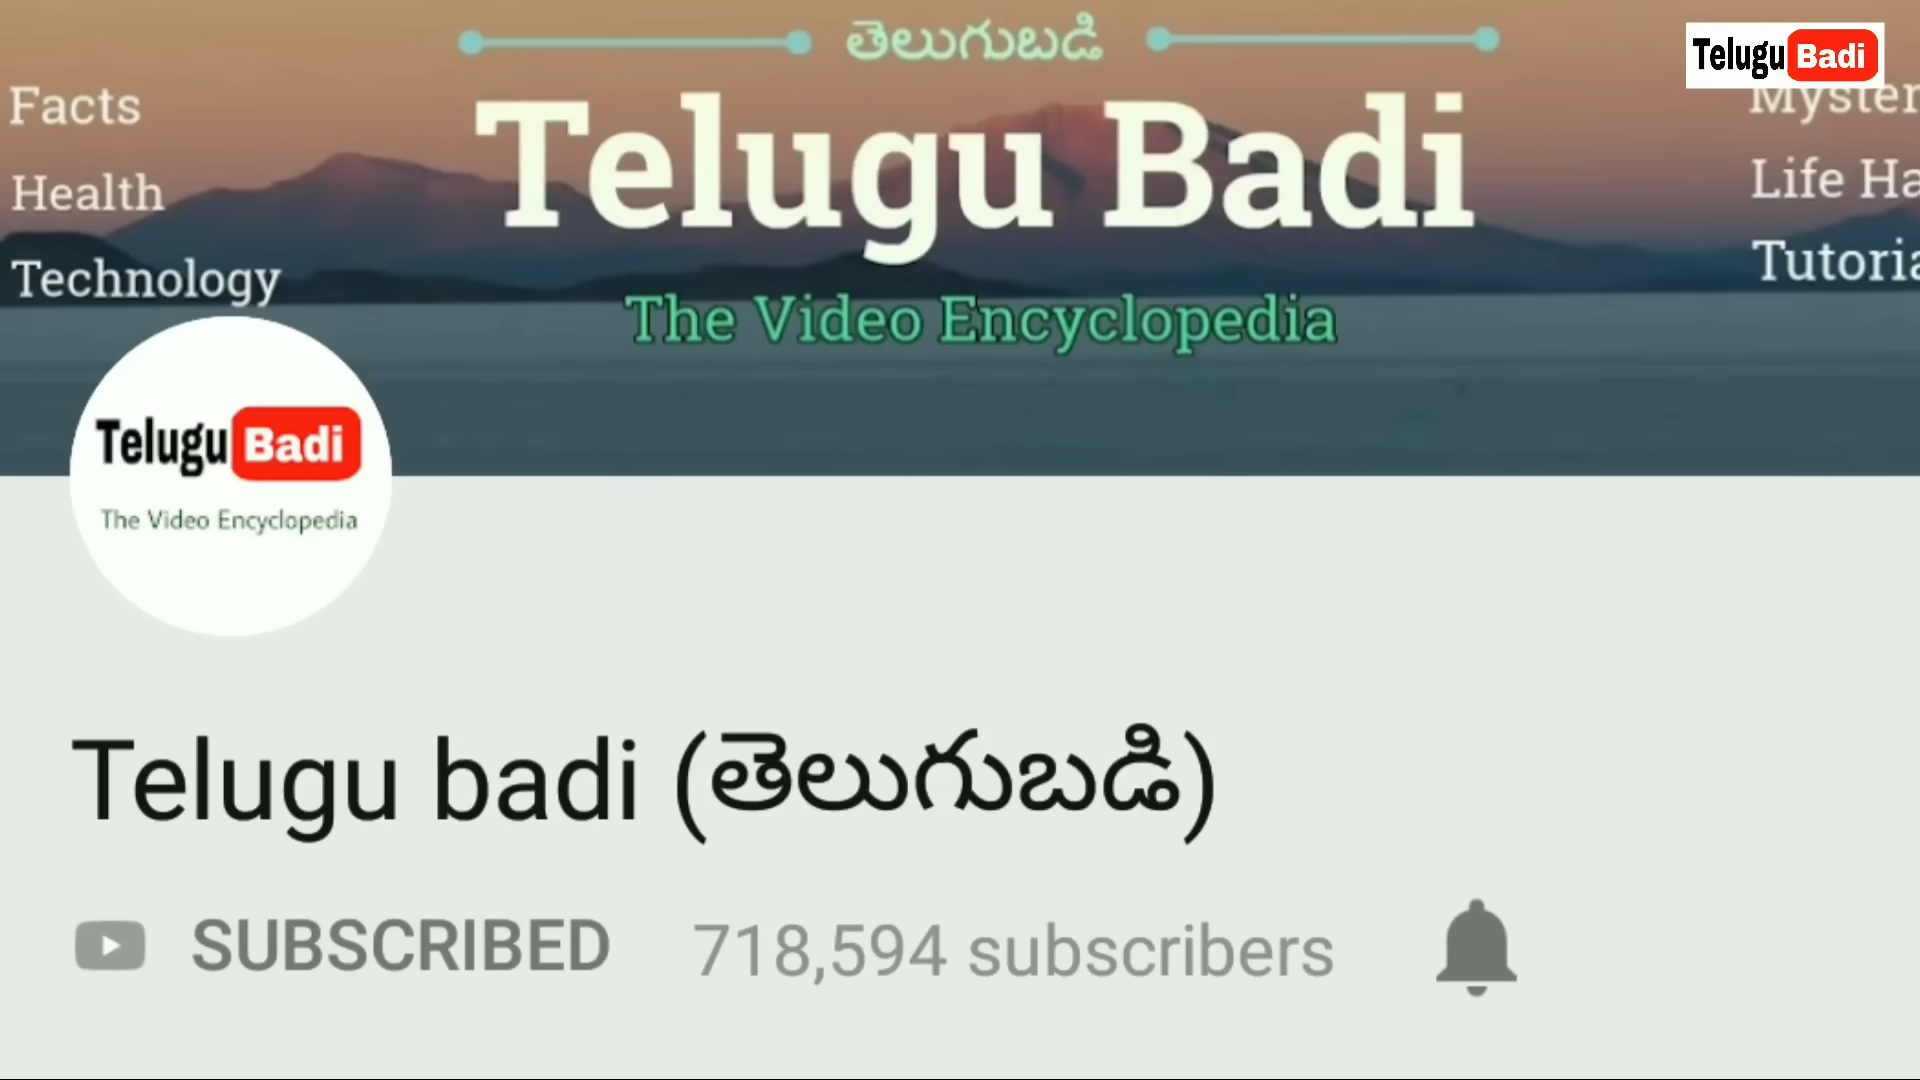 తెలుగుబడి
Telugu Badi
Facts
Telugu Badi
Health
Life Ha
Technology
Tutoria
The Video Encyclopedia
Telugu Badi
The Video Encyclopedia
Telugu badi (తెలుగుబడి)
SUBSCRIBED 718,594 subscribers